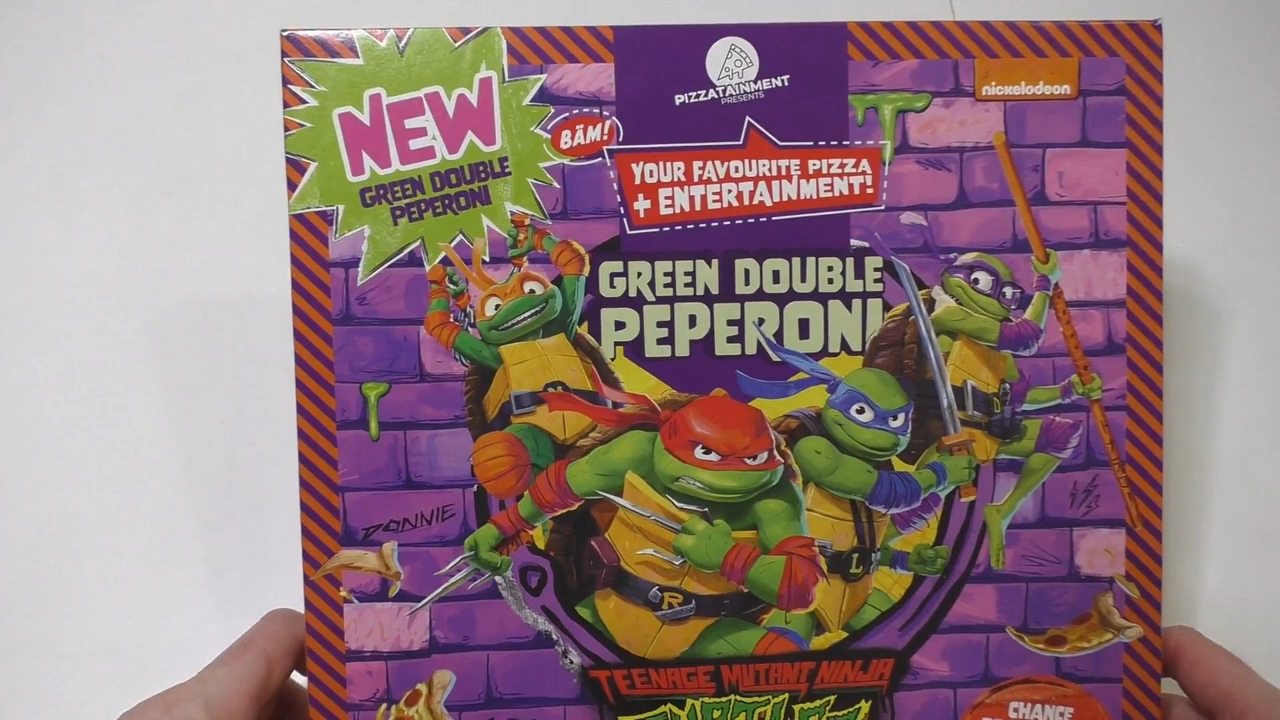 NEW
GREEN DOUBLE
PEPERONI
BÄM!
PIZZATAINMENT
PRESENTS
YOUR FAVOURITE PIZZA
+ ENTERTAINMENT!
nickelodeon
GREEN DOUBLE
PEPERONI
DONNIE
M
D
L
R
TEENAGE MUTANT NINJA
TURTLES
CHANCE